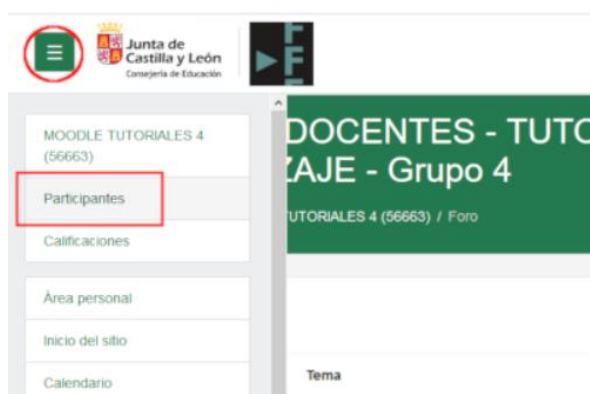 Junta de
Castilla y León
Consejería de Educación
MOODLE TUTORIALES 4
(56663)
Participantes
Calificaciones
Área personal
Inicio del sitio
Calendario
DOCENTES - TUTO
ZAJE - Grupo 4
TUTORIALES 4 (56663) / Foro
Tema